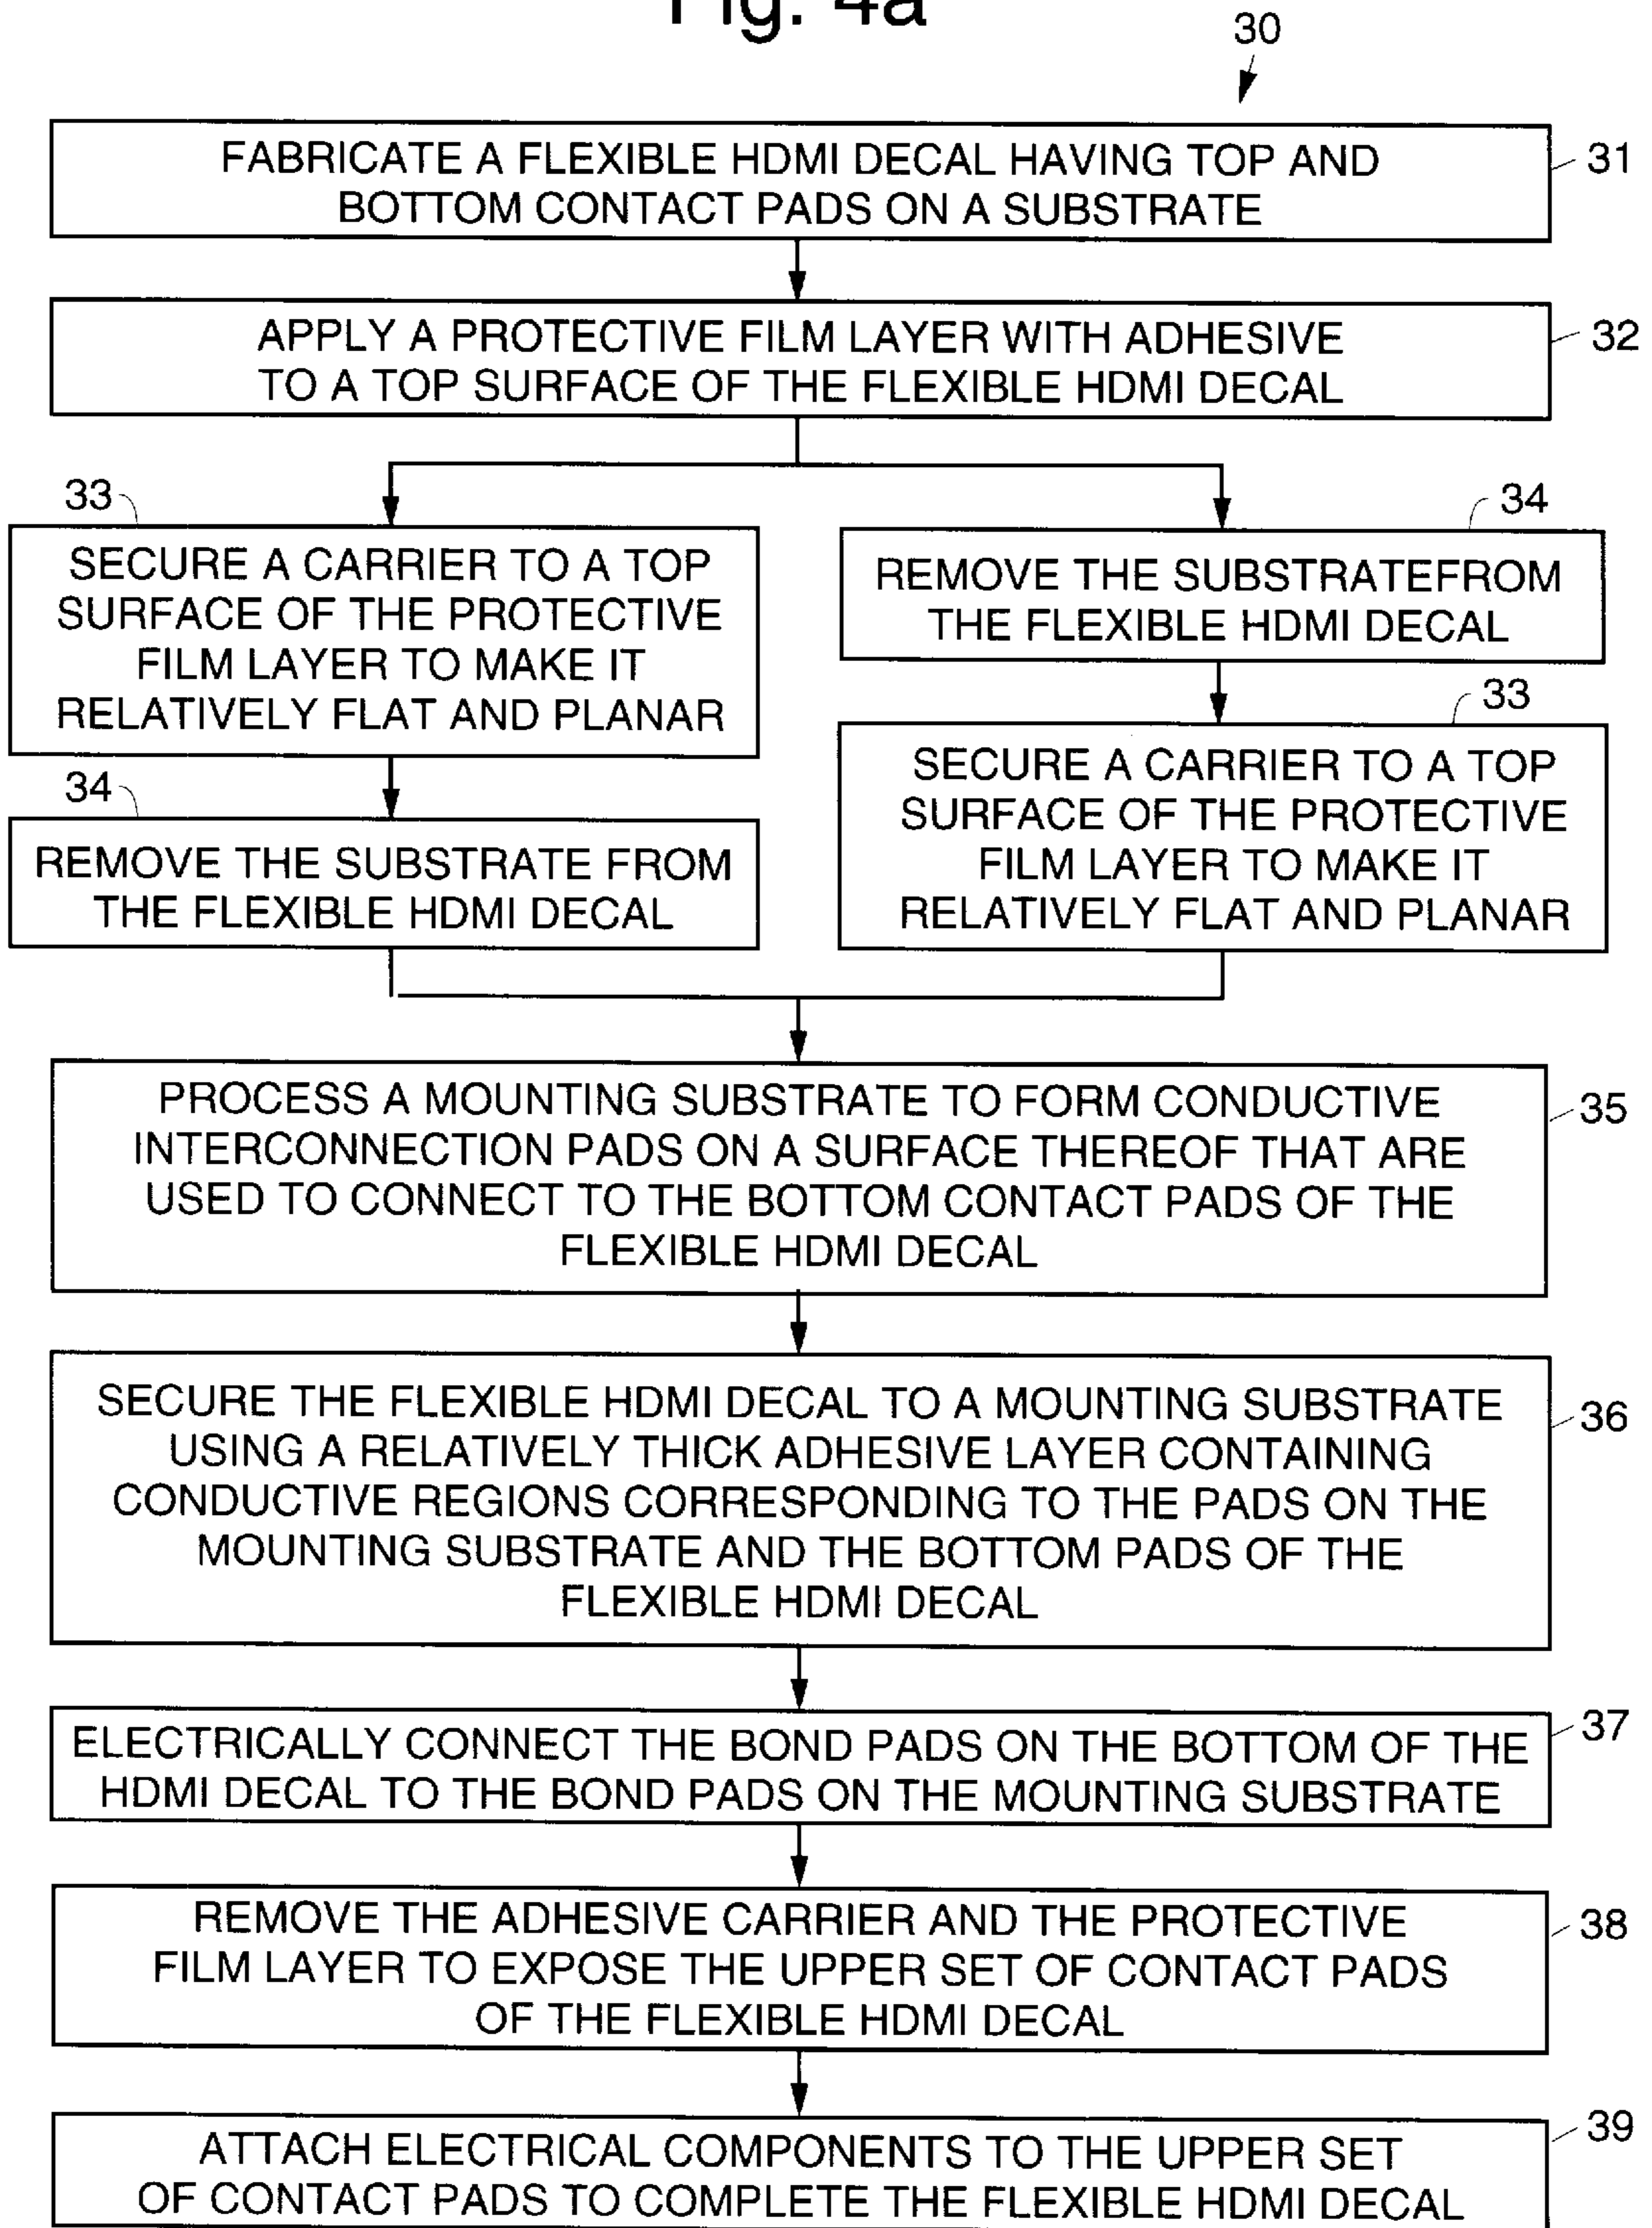 Fig. 4a
30
FABRICATE A FLEXIBLE HDMI DECAL HAVING TOP AND
BOTTOM CONTACT PADS ON A SUBSTRATE
31
APPLY A PROTECTIVE FILM LAYER WITH ADHESIVE
TO A TOP SURFACE OF THE FLEXIBLE HDMI DECAL
32
33
SECURE A CARRIER TO A TOP
SURFACE OF THE PROTECTIVE
FILM LAYER TO MAKE IT
RELATIVELY FLAT AND PLANAR
34
REMOVE THE SUBSTRATE FROM
THE FLEXIBLE HDMI DECAL
34
REMOVE THE SUBSTRATEFROM
THE FLEXIBLE HDMI DECAL
33
SECURE A CARRIER TO A TOP
SURFACE OF THE PROTECTIVE
FILM LAYER TO MAKE IT
RELATIVELY FLAT AND PLANAR
PROCESS A MOUNTING SUBSTRATE TO FORM CONDUCTIVE
INTERCONNECTION PADS ON A SURFACE THEREOF THAT ARE
USED TO CONNECT TO THE BOTTOM CONTACT PADS OF THE
FLEXIBLE HDMI DECAL
35
SECURE THE FLEXIBLE HDMI DECAL TO A MOUNTING SUBSTRATE
USING A RELATIVELY THICK ADHESIVE LAYER CONTAINING
CONDUCTIVE REGIONS CORRESPONDING TO THE PADS ON THE
MOUNTING SUBSTRATE AND THE BOTTOM PADS OF THE
FLEXIBLE HDMI DECAL
36
ELECTRICALLY CONNECT THE BOND PADS ON THE BOTTOM OF THE
HDMI DECAL TO THE BOND PADS ON THE MOUNTING SUBSTRATE
37
REMOVE THE ADHESIVE CARRIER AND THE PROTECTIVE
FILM LAYER TO EXPOSE THE UPPER SET OF CONTACT PADS
OF THE FLEXIBLE HDMI DECAL
38
ATTACH ELECTRICAL COMPONENTS TO THE UPPER SET
OF CONTACT PADS TO COMPLETE THE FLEXIBLE HDMI DECAL
39